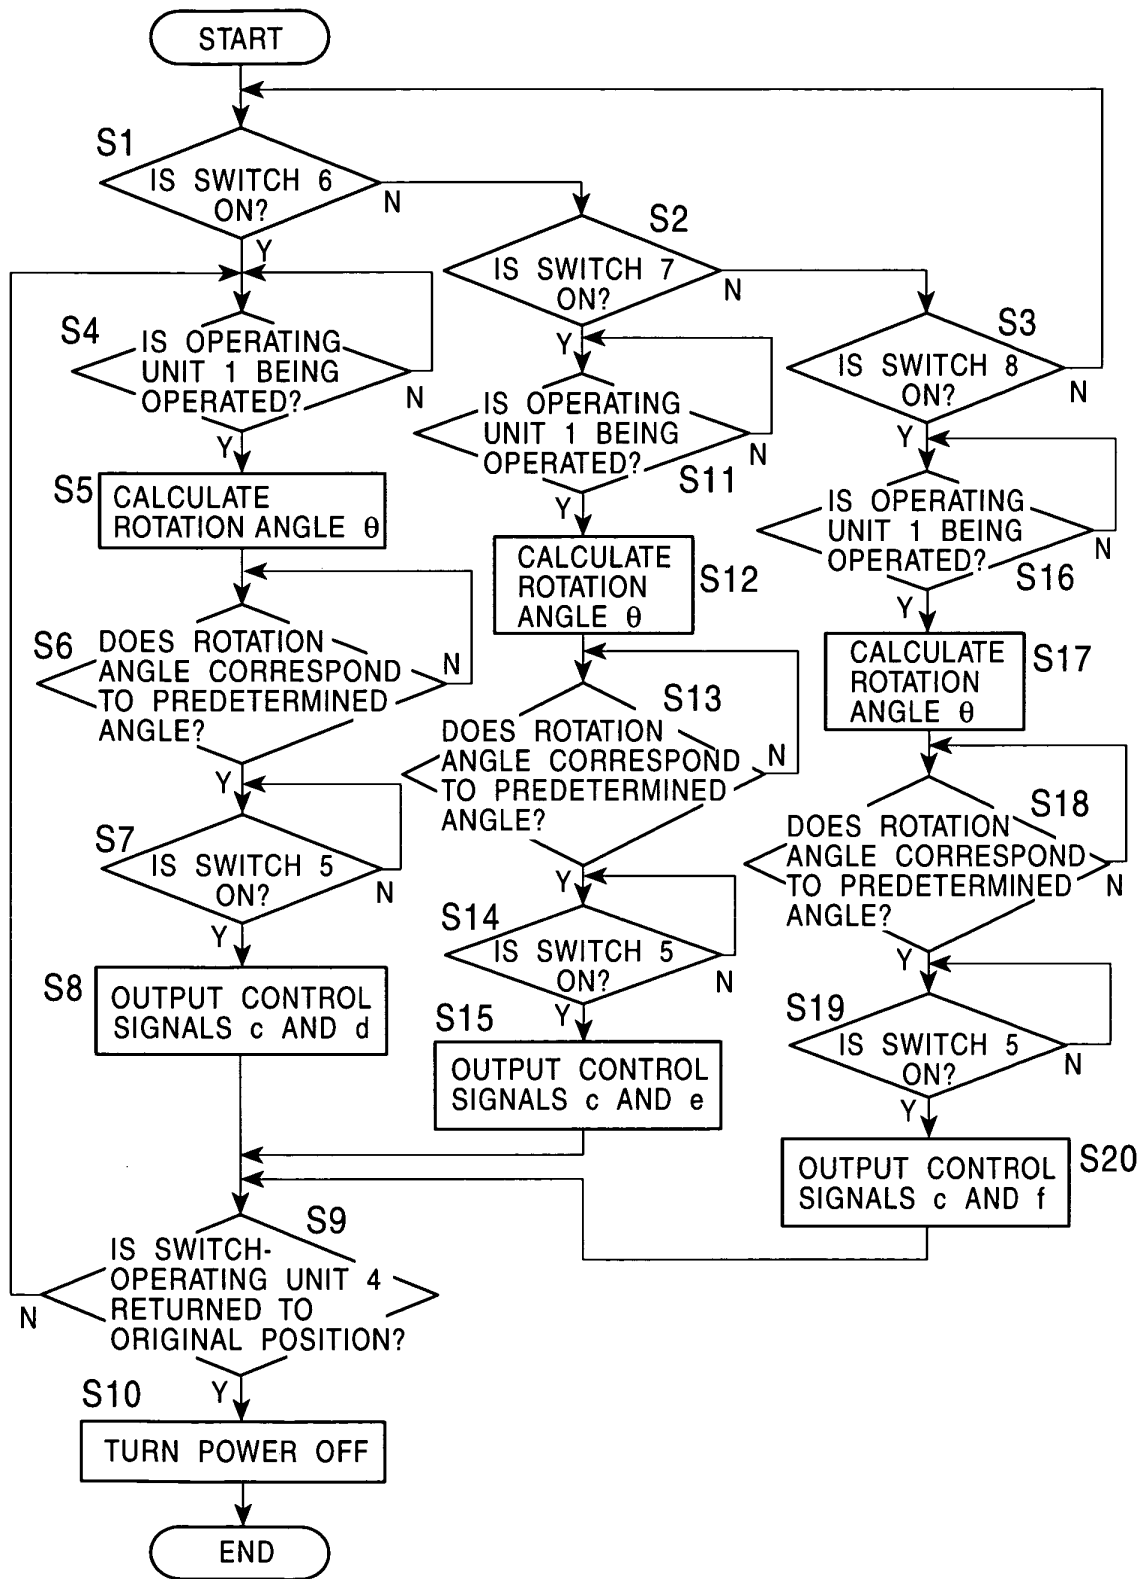 START
S1
IS SWITCH 6
ON?
N
Y
S2
IS SWITCH 7
ON?
N
Y
S3
IS SWITCH 8
ON?
N
Y
S4
IS OPERATING
UNIT 1 BEING
OPERATED?
N
Y
S5
CALCULATE
ROTATION ANGLE θ
S6
DOES ROTATION
ANGLE CORRESPOND
TO PREDETERMINED
ANGLE?
N
Y
S7
IS SWITCH 5
ON?
N
Y
S8
OUTPUT CONTROL
SIGNALS c AND d
IS OPERATING
UNIT 1 BEING
OPERATED?
N
S11
Y
CALCULATE
ROTATION
ANGLE θ
S12
S13
DOES ROTATION
ANGLE CORRESPOND
TO PREDETERMINED
ANGLE?
N
Y
S14
IS SWITCH 5
ON?
N
Y
S15
OUTPUT CONTROL
SIGNALS c AND e
IS OPERATING
UNIT 1 BEING
OPERATED?
N
S16
Y
CALCULATE
ROTATION
ANGLE θ
S17
S18
DOES ROTATION
ANGLE CORRESPOND
TO PREDETERMINED
ANGLE?
N
Y
S19
IS SWITCH 5
ON?
N
Y
OUTPUT CONTROL
SIGNALS c AND f
S20
S9
IS SWITCH-
OPERATING UNIT 4
RETURNED TO
ORIGINAL POSITION?
N
Y
S10
TURN POWER OFF
END